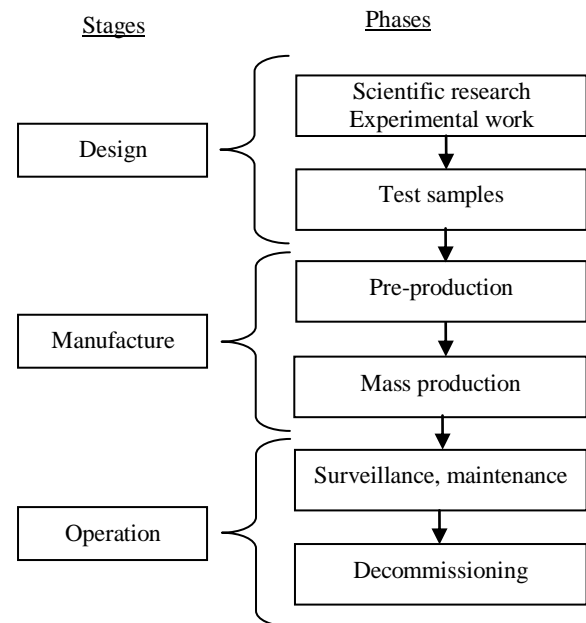 Stages
Phases
Scientific research
Experimental work
Design
Test samples
Pre-production
Manufacture
Mass production
Surveillance, maintenance
Operation
Decommissioning